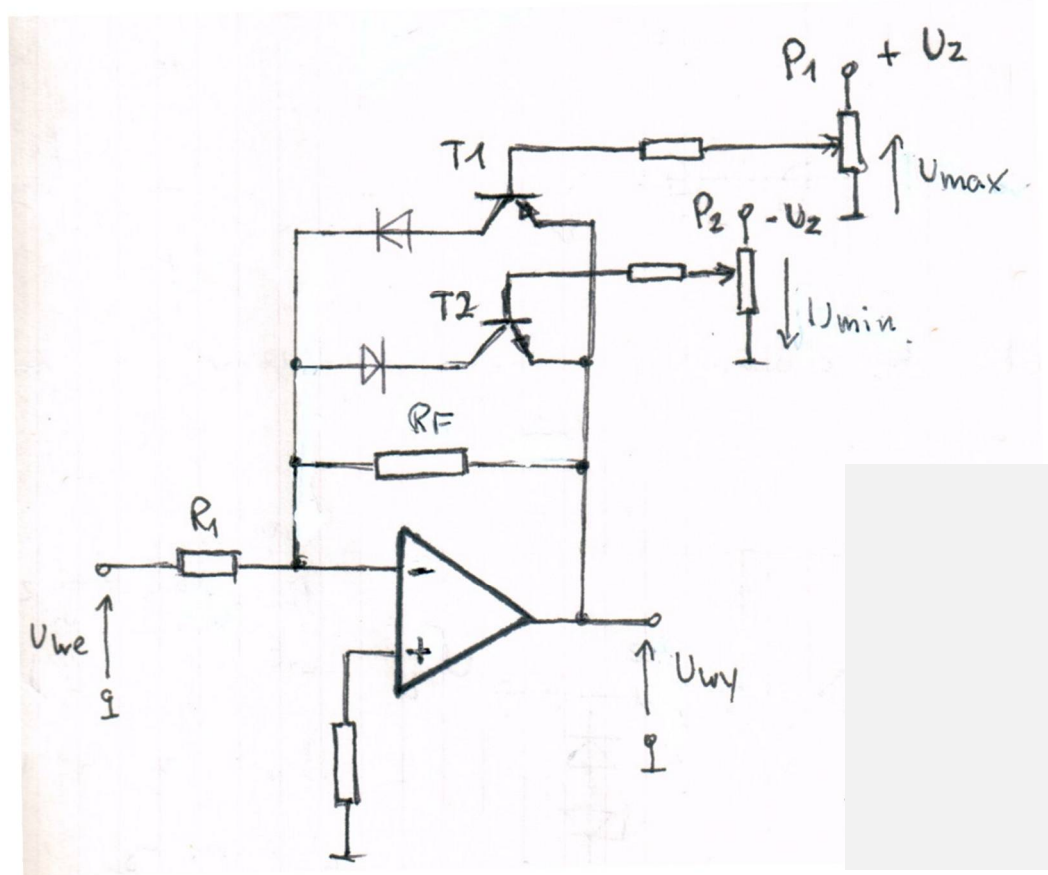 P1 + Uz
T1
Umax
P2 - Uz
T2
Umin
RF
R1
-
Uwe
+
Uwy